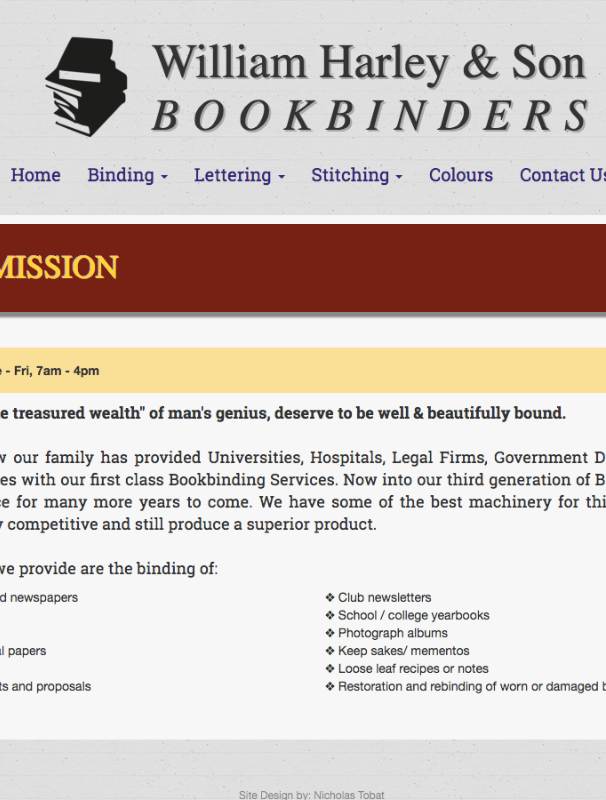 William Harley & Son
BOOKBINDERS
Home Binding Lettering Stitching Colours Contact Us
MISSION
- Fri, 7am - 4pm
treasured wealth" of man's genius, deserve to be well & beautifully bound.
our family has provided Universities, Hospitals, Legal Firms, Government D
es with our first class Bookbinding Services. Now into our third generation of B
ce for many more years to come. We have some of the best machinery for thi
y competitive and still produce a superior product.
we provide are the binding of:
d newspapers
l papers
ts and proposals
❖ Club newsletters
❖ School / college yearbooks
❖ Photograph albums
❖ Keep sakes/ mementos
❖ Loose leaf recipes or notes
❖ Restoration and rebinding of worn or damaged b
Site Design by: Nicholas Tobat